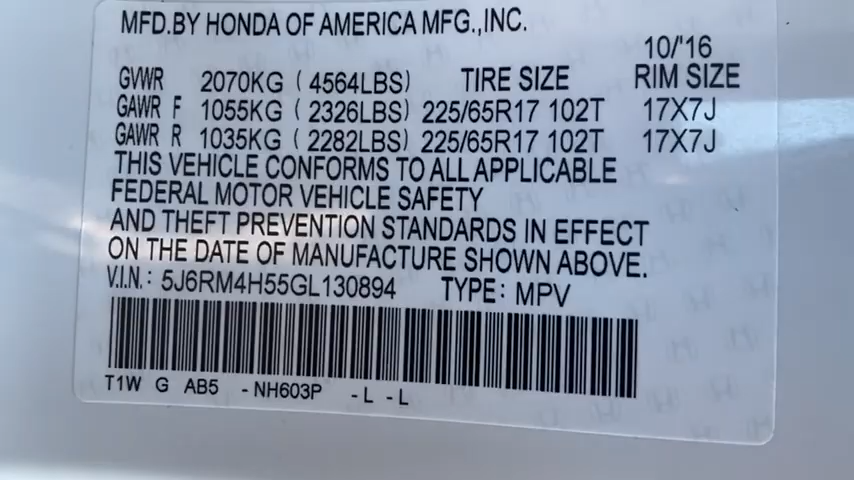 MFD.BY HONDA OF AMERICA MFG.,INC.
10/'16
GVWR 2070KG ( 4564LBS) TIRE SIZE RIM SIZE
GAWR F 1055KG ( 2326LBS) 225/65R17 102T 17X7J
GAWR R 1035KG ( 2282LBS) 225/65R17 102T 17X7J
THIS VEHICLE CONFORMS TO ALL APPLICABLE
FEDERAL MOTOR VEHICLE SAFETY
AND THEFT PREVENTION STANDARDS IN EFFECT
ON THE DATE OF MANUFACTURE SHOWN ABOVE.
V.I.N.: 5J6RM4H55GL130894 TYPE: MPV
T1W G AB5 -NH603P -L -L